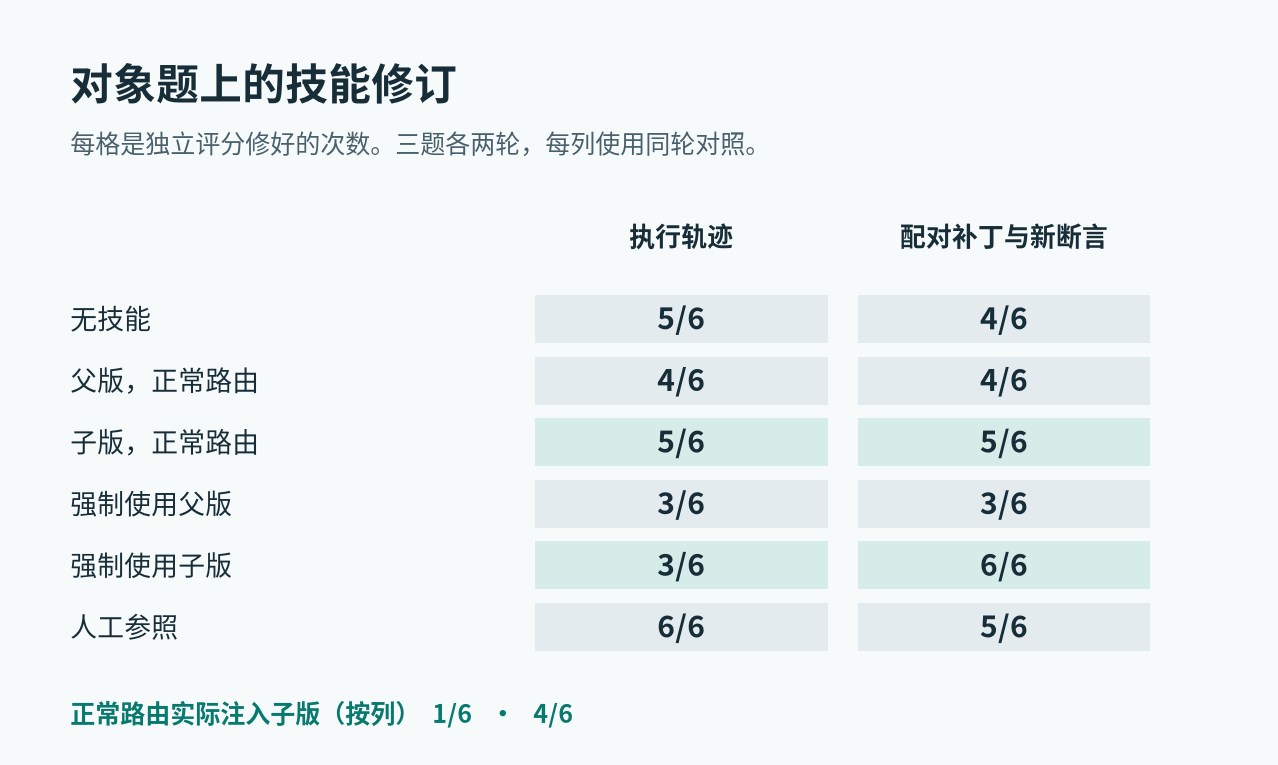 对象题上的技能修订
每格是独立评分修好的次数。三题各两轮，每列使用同轮对照。
执行轨迹 配对补丁与新断言
无技能 5/6 4/6
父版，正常路由 4/6 4/6
子版，正常路由 5/6 5/6
强制使用父版 3/6 3/6
强制使用子版 3/6 6/6
人工参照 6/6 5/6
正常路由实际注入子版（按列） 1/6 · 4/6